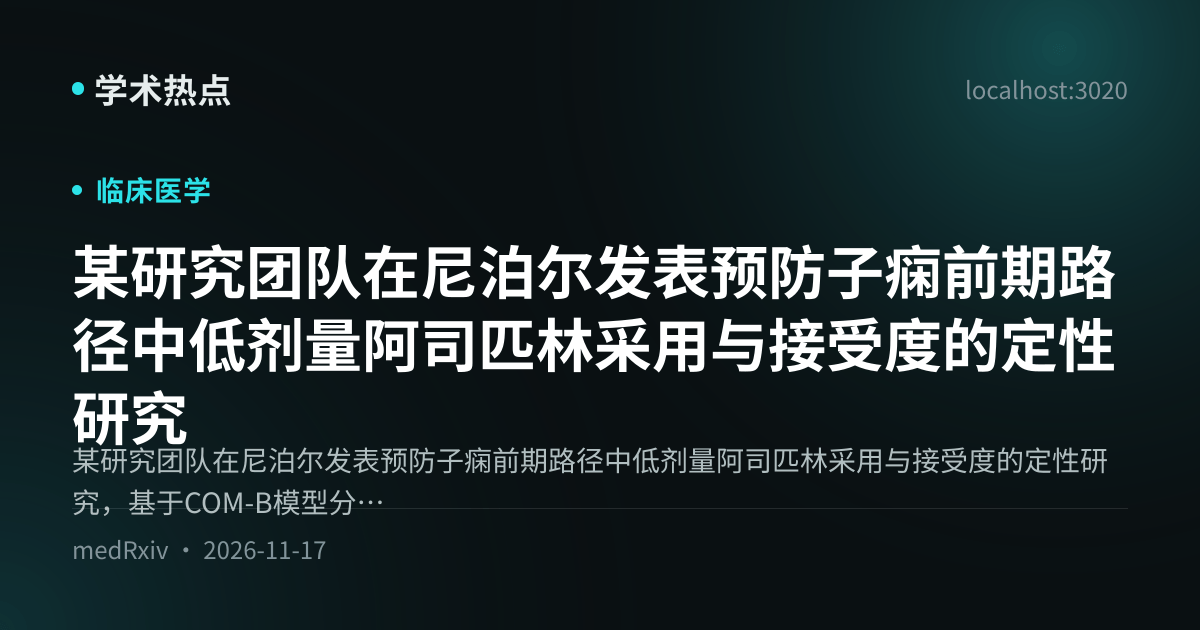 学术热点
localhost:3020
临床医学
某研究团队在尼泊尔发表预防子痫前期路
径中低剂量阿司匹林采用与接受度的定性
研究
某研究团队在尼泊尔发表预防子痫前期路径中低剂量阿司匹林采用与接受度的定性研
究，基于COM-B模型分…
medRxiv • 2026-11-17